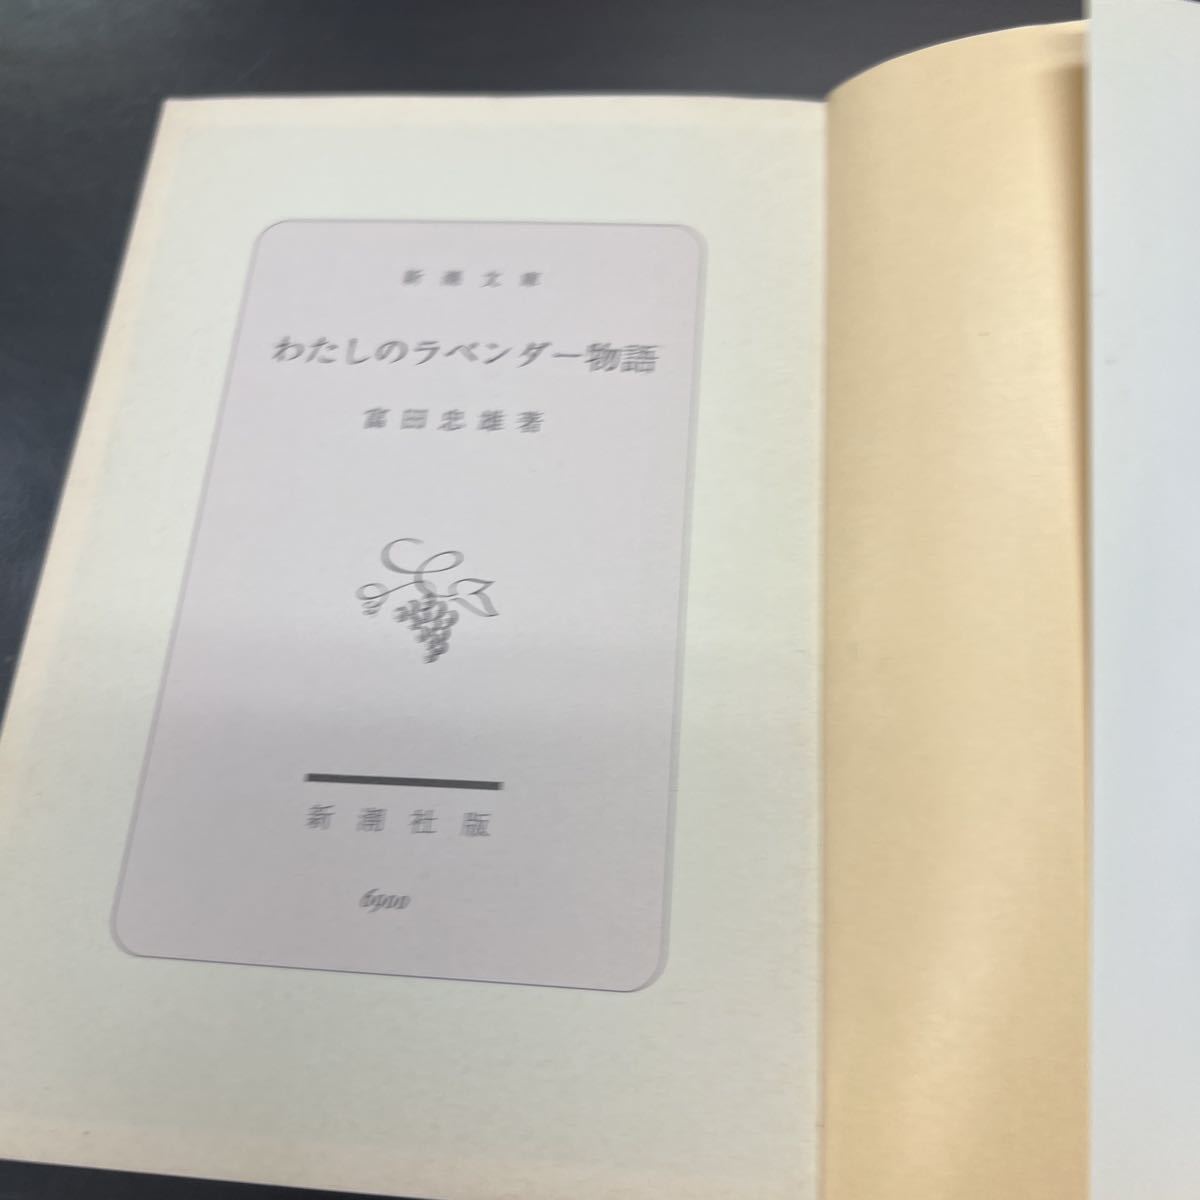 新潮文庫
わたしのラベンダー物語
富田忠雄著
新潮社版
6900